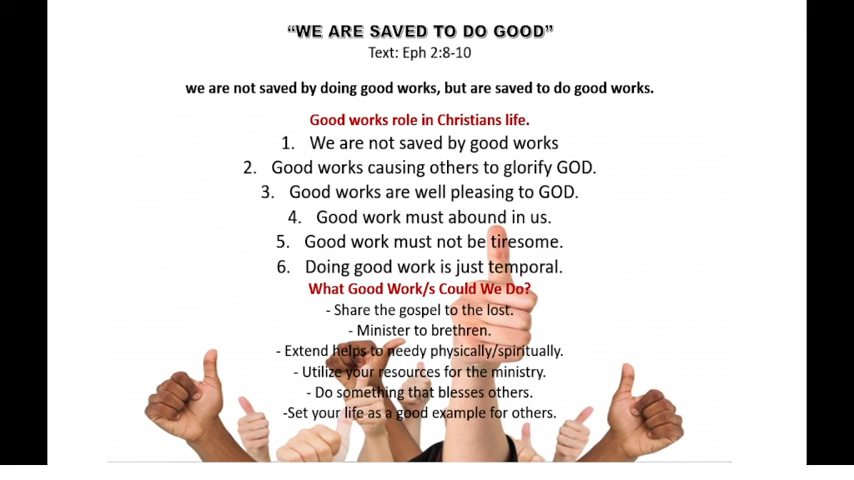 “WE ARE SAVED TO DO GOOD”
Text: Eph 2:8-10
we are not saved by doing good works, but are saved to do good works.
Good works role in Christians life.
1. We are not saved by good works
2. Good works causing others to glorify GOD.
3. Good works are well pleasing to GOD.
4. Good work must abound in us.
5. Good work must not be tiresome.
6. Doing good work is just temporal.
What Good Work/s Could We Do?
- Share the gospel to the lost.
- Minister to brethren.
- Extend helps to needy physically/spiritually.
- Utilize your resources for the ministry.
- Do something that blesses others.
-Set your life as a good example for others.